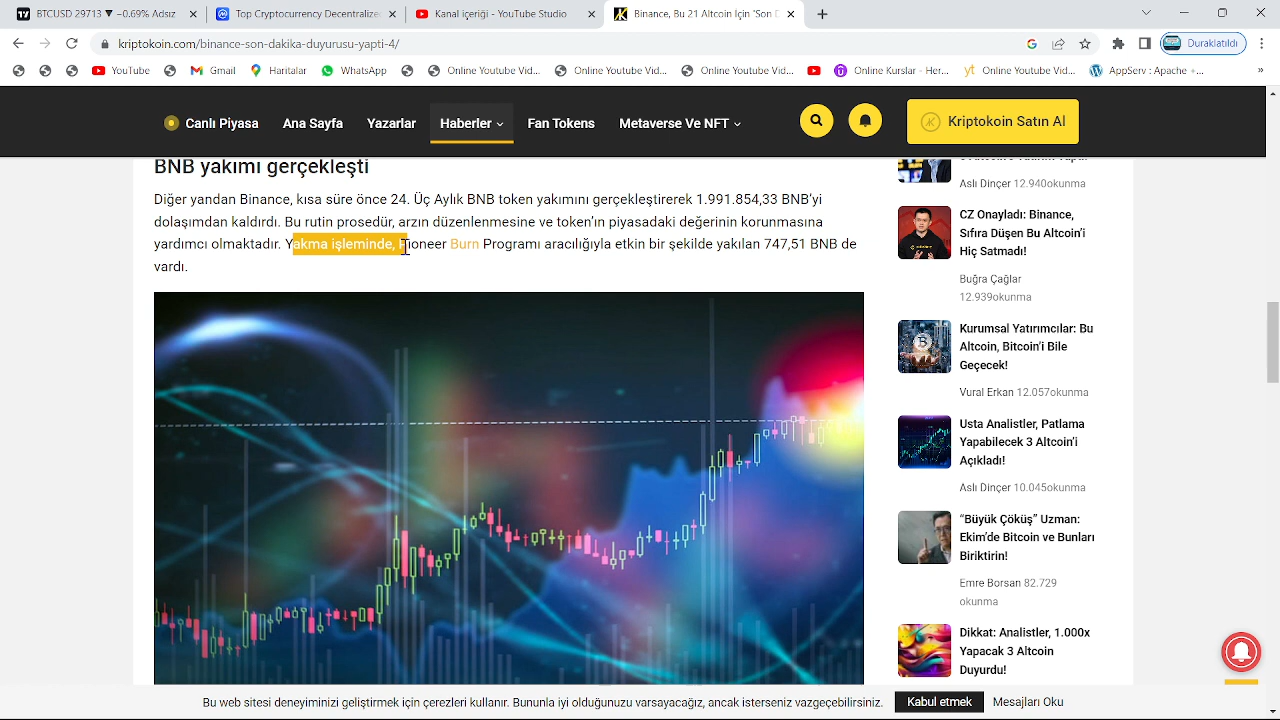 BTCUSD 29713 ▼ −0.69% Adsız
Top Cryptocurrency Decentralize
Kanal içeriği - YouTube Studio
Binance, Bu 21 Altcoin İçin "Son D
kriptokoin.com/binance-son-dakika-duyurusu-yapti-4/
Duraklatıldı
YouTube
Gmail
Haritalar
WhatsApp
Online Youtube Vid...
Online Youtube Vid...
Online Youtube Vid...
Online Kurslar - Her...
Online Youtube Vid...
AppServ : Apache +...
»
Canlı Piyasa
Ana Sayfa
Yazarlar
Haberler
Fan Tokens
Metaverse Ve NFT
Kriptokoin Satın Al
BNB yakımı gerçekleşti
Diğer yandan Binance, kısa süre önce 24. Üç Aylık BNB token yakımını gerçekleştirerek 1.991.854,33 BNB'yi
dolaşımdan kaldırdı. Bu rutin prosedür, arzın düzenlenmesine ve token'ın piyasadaki değerinin korunmasına
yardımcı olmaktadır. Yakma işleminde, Pioneer Burn Programı aracılığıyla etkin bir şekilde yakılan 747,51 BNB de
vardı.
Aslı Dinçer 12.940okunma
CZ Onayladı: Binance,
Sıfıra Düşen Bu Altcoin'i
Hiç Satmadı!
Buğra Çağlar
12.939okunma
Kurumsal Yatırımcılar: Bu
Altcoin, Bitcoin'i Bile
Geçecek!
Vural Erkan 12.057okunma
Usta Analistler, Patlama
Yapabilecek 3 Altcoin'i
Açıkladı!
Aslı Dinçer 10.045okunma
"Büyük Çöküş" Uzman:
Ekim'de Bitcoin ve Bunları
Biriktirin!
Emre Borsan 82.729
okunma
Dikkat: Analistler, 1.000x
Yapacak 3 Altcoin
Duyurdu!
Bu web sitesi deneyiminizi geliştirmek için çerezleri kullanır. Bununla iyi olduğunuzu varsayacağız, ancak isterseniz vazgeçebilirsiniz.
Kabul etmek
Mesajları Oku